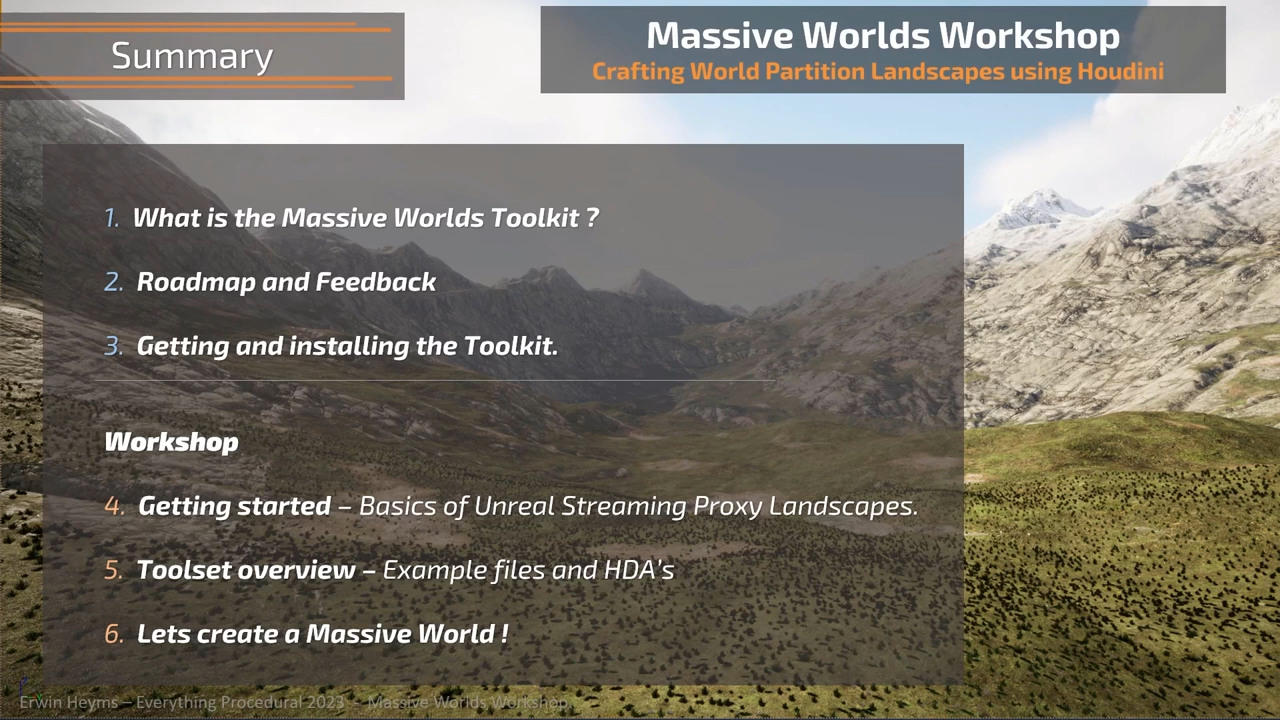 Summary
Massive Worlds Workshop
Crafting World Partition Landscapes using Houdini
1. What is the Massive Worlds Toolkit ?
2. Roadmap and Feedback
3. Getting and installing the Toolkit.
Workshop
4. Getting started – Basics of Unreal Streaming Proxy Landscapes.
5. Toolset overview – Example files and HDA's
6. Lets create a Massive World !
Erwin Heyms – Everything Procedural 2023 - Massive Worlds Workshop.